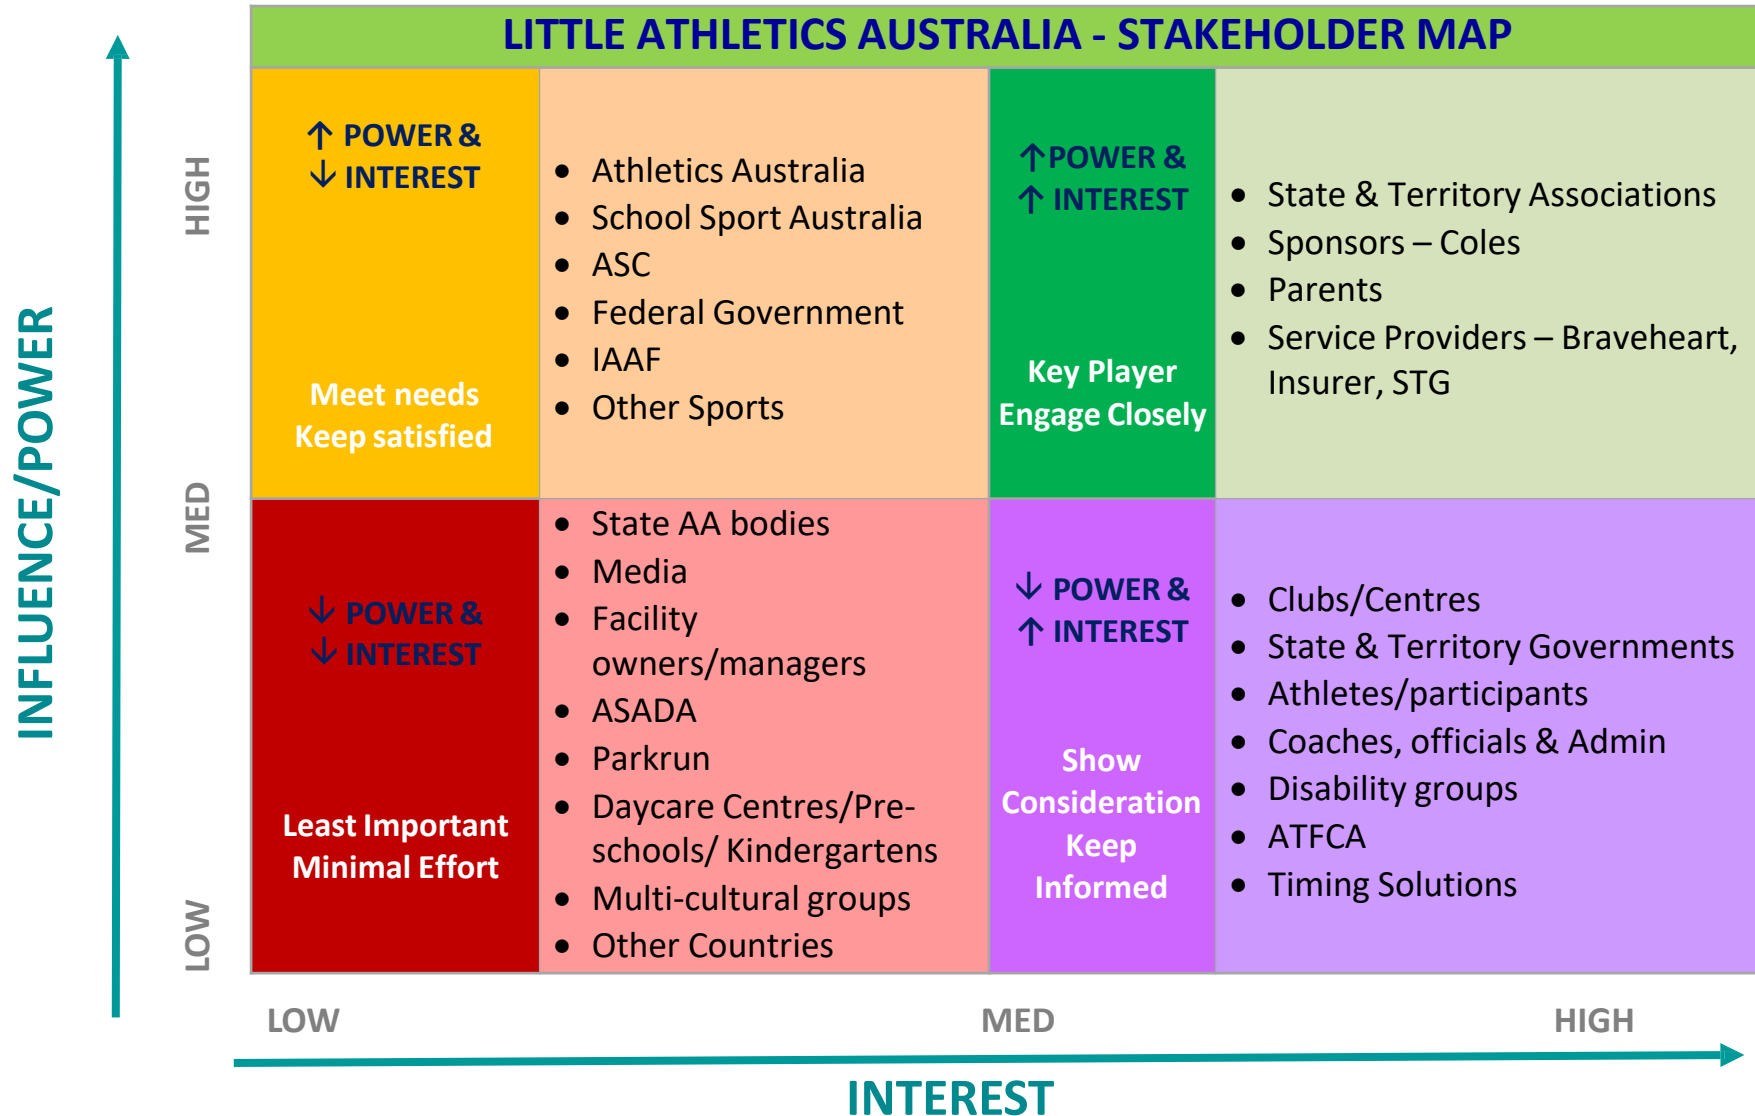 LITTLE ATHLETICS AUSTRALIA - STAKEHOLDER MAP
INFLUENCE/POWER
HIGH
MED
LOW
↑ POWER &
↓ INTEREST
Meet needs
Keep satisfied
• Athletics Australia
• School Sport Australia
• ASC
• Federal Government
• IAAF
• Other Sports
↑POWER &
↑ INTEREST
Key Player
Engage Closely
• State & Territory Associations
• Sponsors – Coles
• Parents
• Service Providers – Braveheart,
Insurer, STG
↓ POWER &
↓ INTEREST
Least Important
Minimal Effort
• State AA bodies
• Media
• Facility
owners/managers
• ASADA
• Parkrun
• Daycare Centres/Pre-
schools/ Kindergartens
• Multi-cultural groups
• Other Countries
↓ POWER &
↑ INTEREST
Show
Consideration
Keep
Informed
• Clubs/Centres
• State & Territory Governments
• Athletes/participants
• Coaches, officials & Admin
• Disability groups
• ATFCA
• Timing Solutions
LOW
MED
HIGH
INTEREST